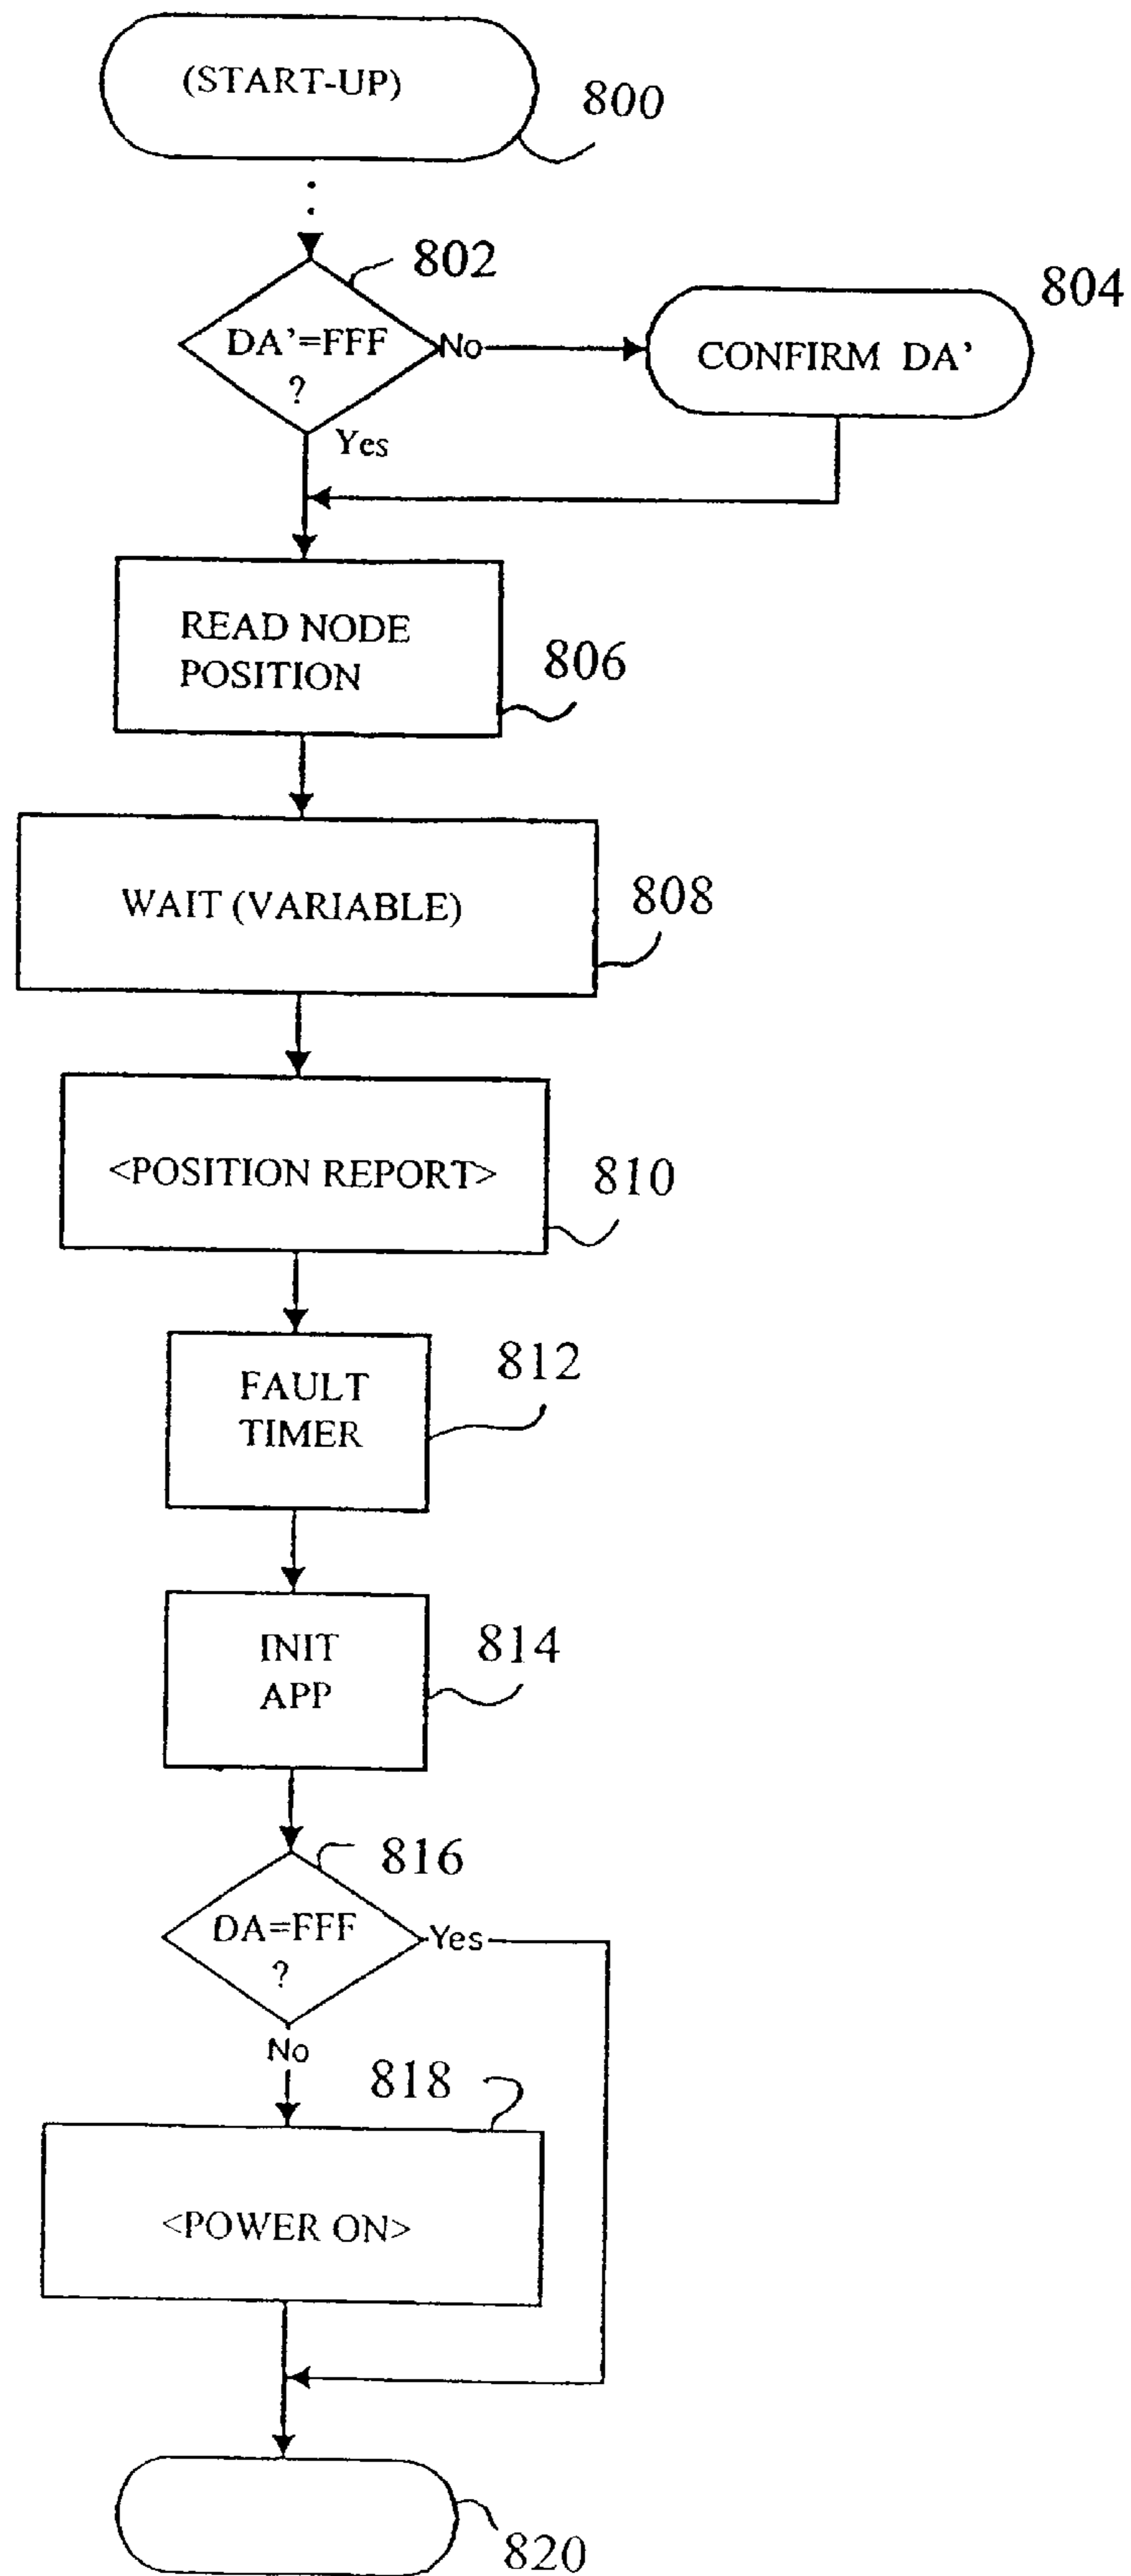 (START-UP)
800
802
804
DA'=FFF
?
No
CONFIRM DA'
Yes
READ NODE
POSITION
806
WAIT (VARIABLE)
808
<POSITION REPORT>
810
FAULT
TIMER
812
INIT
APP
814
816
DA=FFF
?
Yes
No
818
<POWER ON>
820